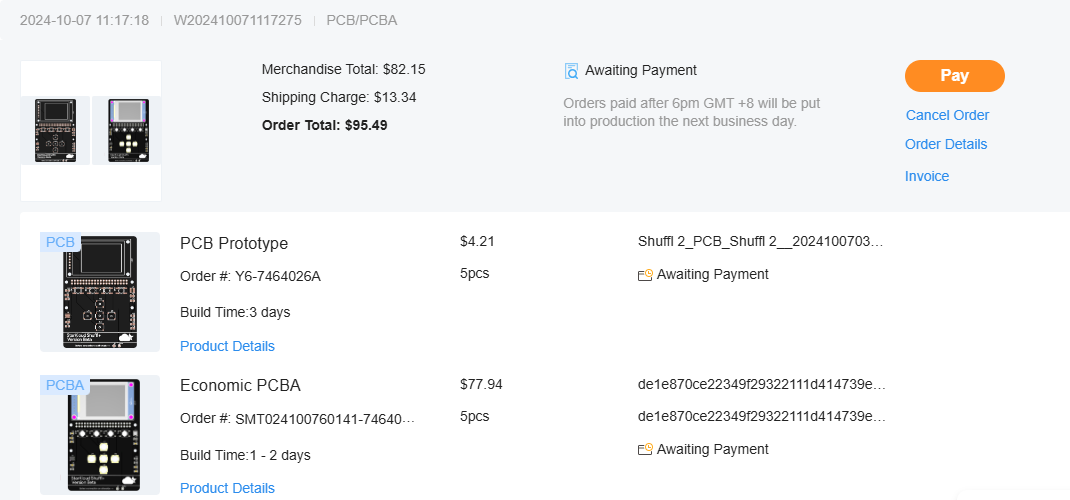 2024-10-07 11:17:18 | W202410071117275 | PCB/PCBA
Merchandise Total: $82.15
Shipping Charge: $13.34
Order Total: $95.49
Awaiting Payment
Orders paid after 6pm GMT +8 will be put
into production the next business day.
Pay
Cancel Order
Order Details
Invoice
PCB
PCB Prototype
Order #: Y6-7464026A
Build Time:3 days
Product Details
$4.21
5pcs
Shuffl 2_PCB_Shuffl 2__2024100703...
Awaiting Payment
PCBA
Economic PCBA
Order #: SMT024100760141-74640...
Build Time:1 - 2 days
Product Details
$77.94
5pcs
de1e870ce22349f29322111d414739e...
de1e870ce22349f29322111d414739e...
Awaiting Payment